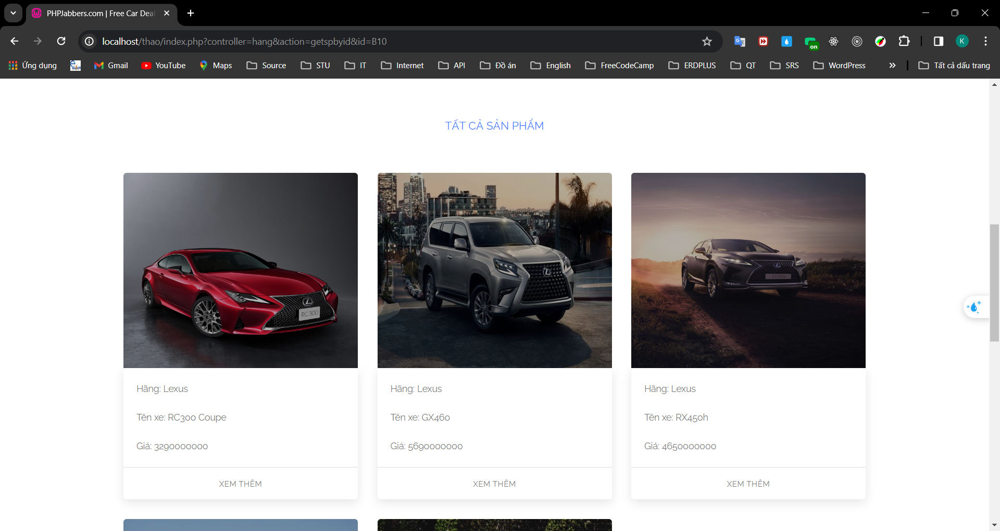 PHPJabbers.com | Free Car Deal
localhost/thao/index.php?controller=hang&action=getspbyid&id=B10
on
K
Ứng dụng
Gmail
YouTube
Maps
Source
STU
IT
Internet
API
Đồ án
English
FreeCodeCamp
ERDPLUS
QT
SRS
WordPress
Tất cả dấu trang
TẤT CẢ SẢN PHẨM
RC 300
RX 450h
Hãng: Lexus
Tên xe: RC300 Coupe
Giá: 3290000000
XEM THÊM
Hãng: Lexus
Tên xe: GX460
Giá: 5690000000
XEM THÊM
Hãng: Lexus
Tên xe: RX450h
Giá: 4650000000
XEM THÊM